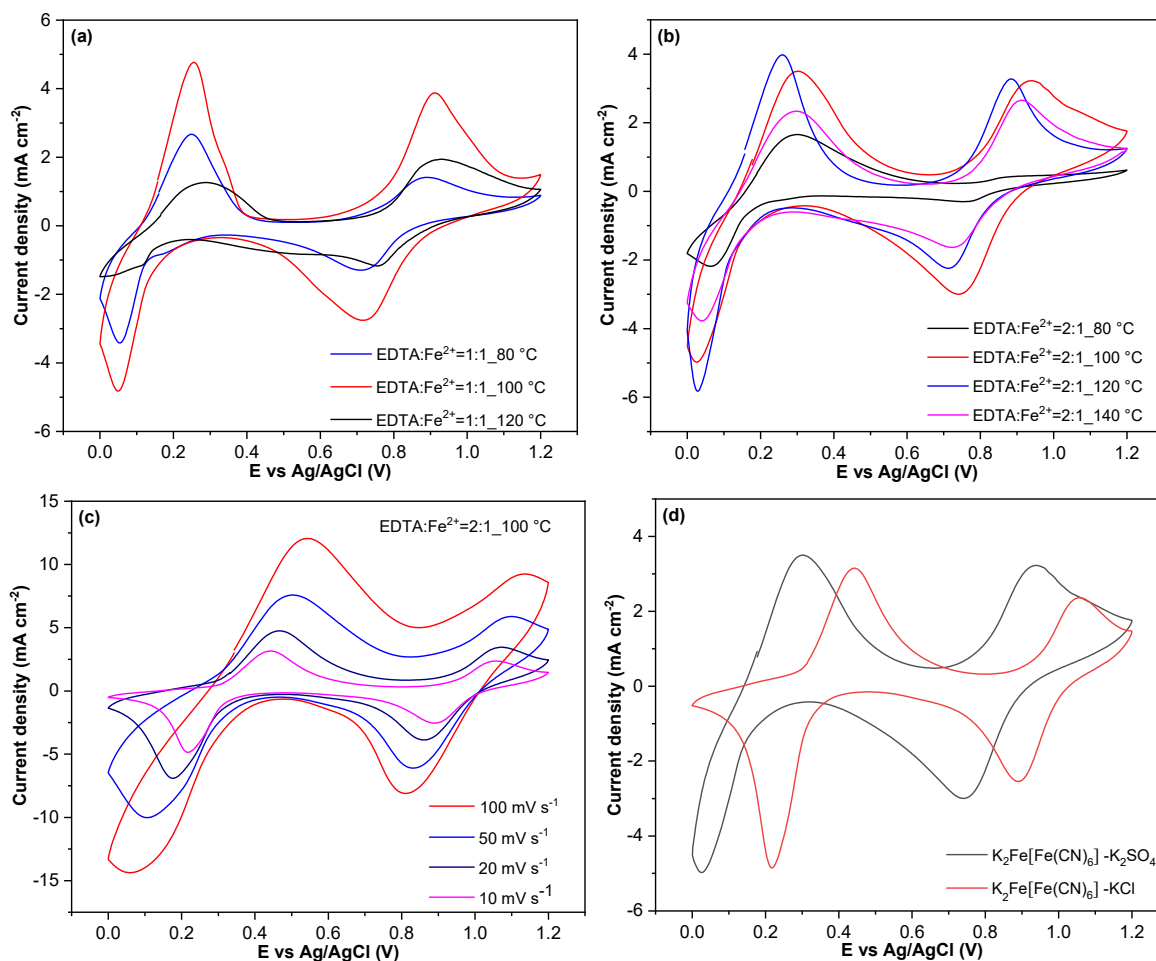 (a)
Current density (mA cm⁻²)
6
4
2
0
-2
-4
-6
0.0 0.2 0.4 0.6 0.8 1.0 1.2
E vs Ag/AgCl (V)
EDTA:Fe²⁺=1:1_80 °C
EDTA:Fe²⁺=1:1_100 °C
EDTA:Fe²⁺=1:1_120 °C
(b)
Current density (mA cm⁻²)
4
2
0
-2
-4
-6
0.0 0.2 0.4 0.6 0.8 1.0 1.2
E vs Ag/AgCl (V)
EDTA:Fe²⁺=2:1_80 °C
EDTA:Fe²⁺=2:1_100 °C
EDTA:Fe²⁺=2:1_120 °C
EDTA:Fe²⁺=2:1_140 °C
(c)
EDTA:Fe²⁺=2:1_100 °C
Current density (mA cm⁻²)
15
10
5
0
-5
-10
-15
0.0 0.2 0.4 0.6 0.8 1.0 1.2
E vs Ag/AgCl (V)
100 mV s⁻¹
50 mV s⁻¹
20 mV s⁻¹
10 mV s⁻¹
(d)
Current density (mA cm⁻²)
4
2
0
-2
-4
-6
0.0 0.2 0.4 0.6 0.8 1.0 1.2
E vs Ag/AgCl (V)
K₂Fe[Fe(CN)₆] -K₂SO₄
K₂Fe[Fe(CN)₆] -KCl